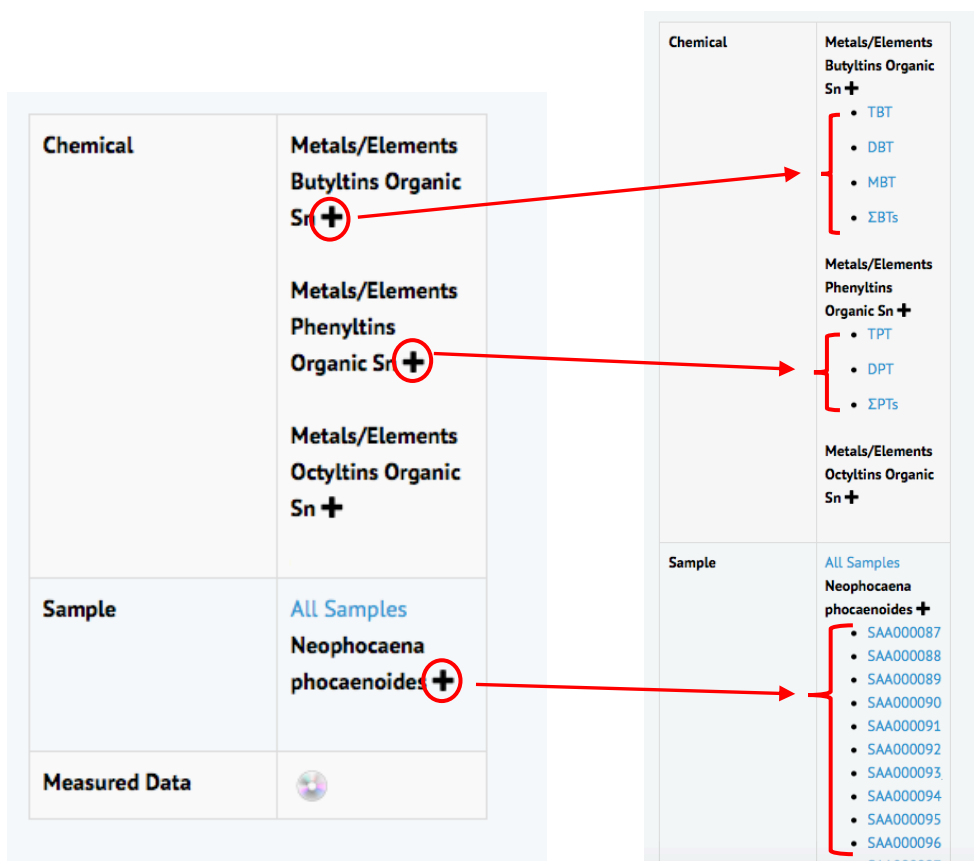 Chemical
Metals/Elements
Butyltins Organic
Sn +
Metals/Elements
Phenyltins
Organic Sn +
Metals/Elements
Octyltins Organic
Sn +
Sample
All Samples
Neophocaena
phocaenoides +
Measured Data
Chemical
Metals/Elements
Butyltins Organic
Sn +
• TBT
• DBT
• MBT
• ΣBTs
Metals/Elements
Phenyltins
Organic Sn +
• TPT
• DPT
• ΣPTs
Metals/Elements
Octyltins Organic
Sn +
Sample
All Samples
Neophocaena
phocaenoides +
• SAA000087
• SAA000088
• SAA000089
• SAA000090
• SAA000091
• SAA000092
• SAA000093
• SAA000094
• SAA000095
• SAA000096